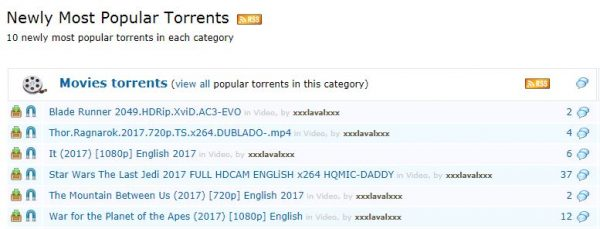 Newly Most Popular Torrents RSS
10 newly most popular torrents in each category
Movies torrents (view all popular torrents in this category) RSS
Blade Runner 2049.HDRip.XviD.AC3-EVO in Video, by xxxlavalxxx 2
Thor.Ragnarok.2017.720p.TS.x264.DUBLADO-.mp4 in Video, by xxxlavalxxx 4
It (2017) [1080p] English 2017 in Video, by xxxlavalxxx 6
Star Wars The Last Jedi 2017 FULL HDCAM ENGLiSH x264 HQMIC-DADDY in Video, by xxxlavalxxx 37
The Mountain Between Us (2017) [720p] English 2017 in Video, by xxxlavalxxx 2
War for the Planet of the Apes (2017) [1080p] English in Video, by xxxlavalxxx 12